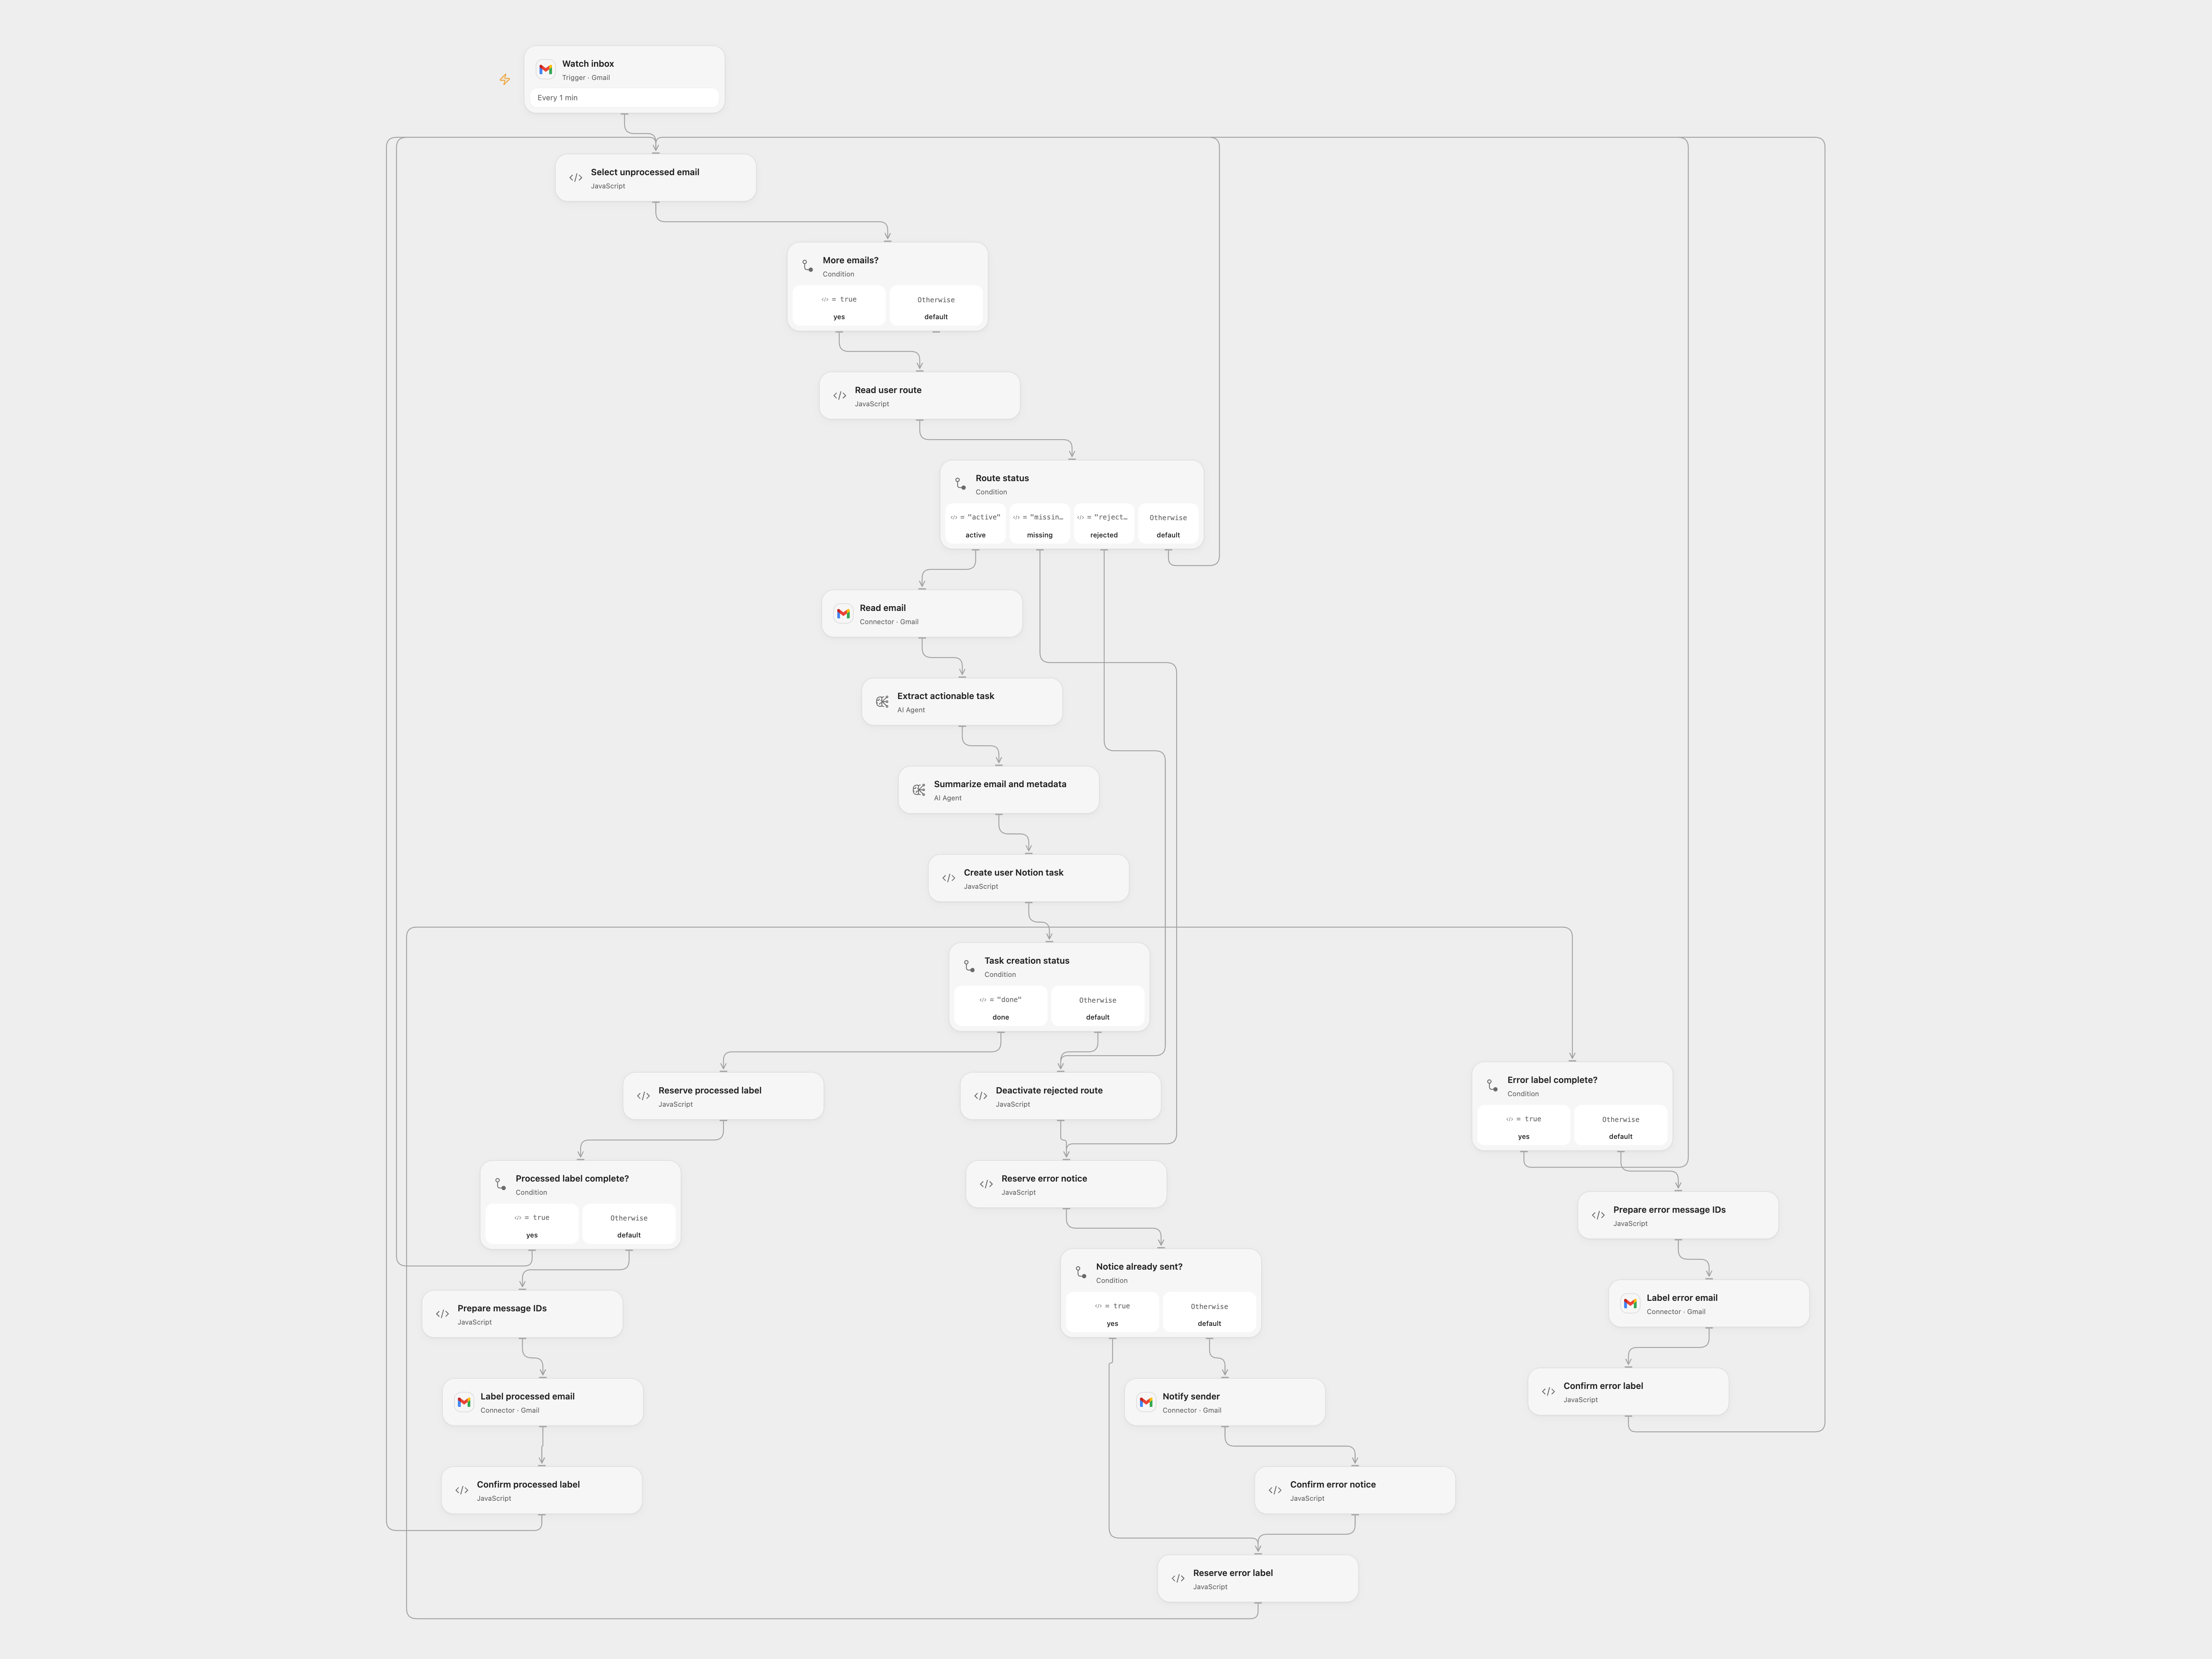 Watch inbox
Trigger · Gmail
Every 1 min
Select unprocessed email
JavaScript
More emails?
Condition
</> = true
Otherwise
yes
default
Read user route
JavaScript
Route status
Condition
</> = "active"
</> = "missin…
</> = "reject…
Otherwise
active
missing
rejected
default
Read email
Connector · Gmail
Extract actionable task
AI Agent
Summarize email and metadata
AI Agent
Create user Notion task
JavaScript
Task creation status
Condition
</> = "done"
Otherwise
done
default
Reserve processed label
JavaScript
Deactivate rejected route
JavaScript
Error label complete?
Condition
</> = true
Otherwise
yes
default
Processed label complete?
Condition
</> = true
Otherwise
yes
default
Reserve error notice
JavaScript
Prepare error message IDs
JavaScript
Notice already sent?
Condition
</> = true
Otherwise
yes
default
Prepare message IDs
JavaScript
Label error email
Connector · Gmail
Label processed email
Connector · Gmail
Notify sender
Connector · Gmail
Confirm error label
JavaScript
Confirm processed label
JavaScript
Confirm error notice
JavaScript
Reserve error label
JavaScript